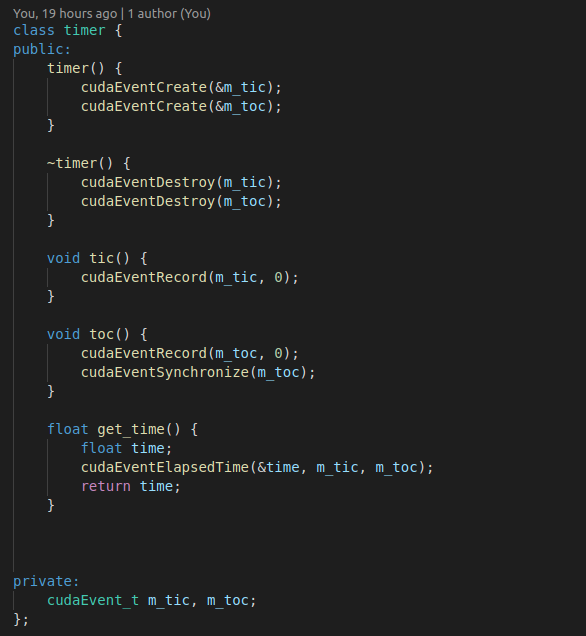 You, 19 hours ago | 1 author (You)
class timer {
public:
    timer() {
        cudaEventCreate(&m_tic);
        cudaEventCreate(&m_toc);
    }

    ~timer() {
        cudaEventDestroy(m_tic);
        cudaEventDestroy(m_toc);
    }

    void tic() {
        cudaEventRecord(m_tic, 0);
    }

    void toc() {
        cudaEventRecord(m_toc, 0);
        cudaEventSynchronize(m_toc);
    }

    float get_time() {
        float time;
        cudaEventElapsedTime(&time, m_tic, m_toc);
        return time;
    }

private:
    cudaEvent_t m_tic, m_toc;
};